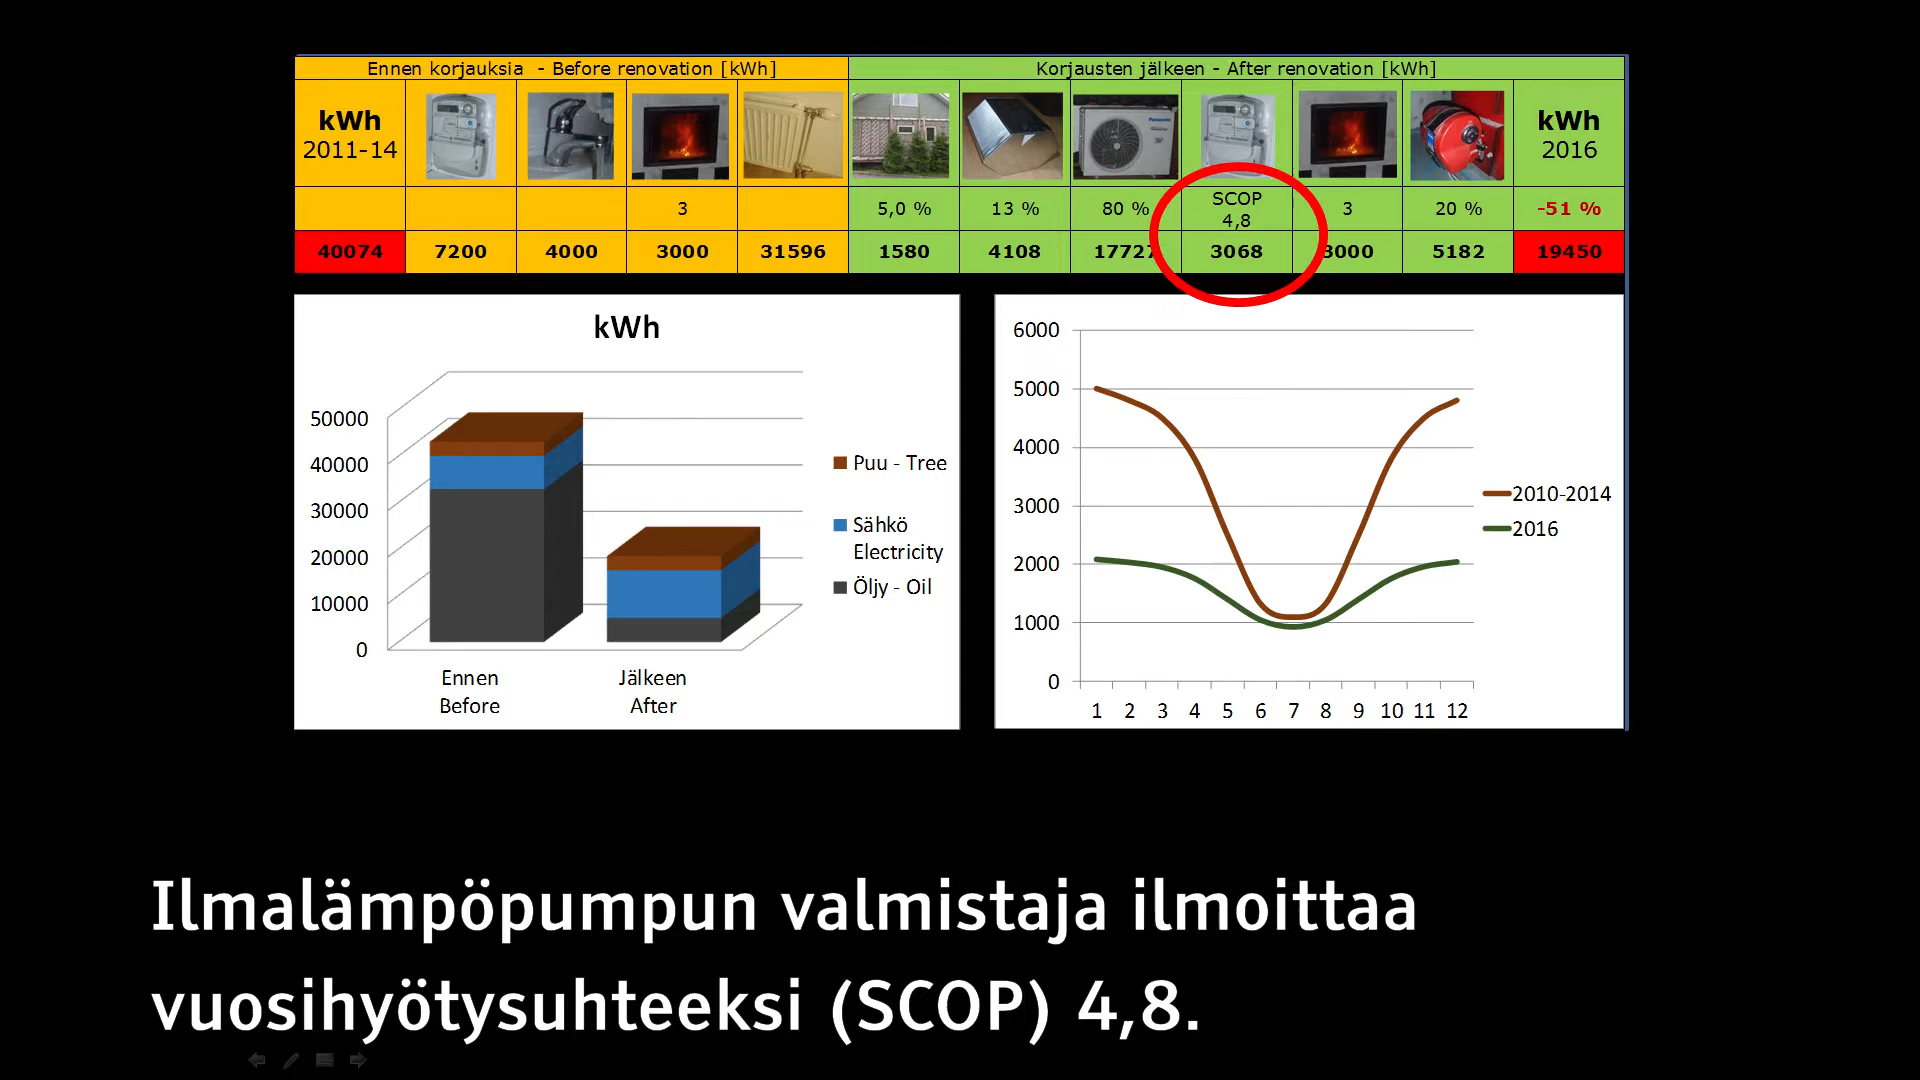 Ennen korjauksia - Before renovation [kWh]
Korjausten jälkeen - After renovation [kWh]
kWh
2011-14
Panasonic
kWh
2016
3
5,0 %
13 %
80 %
SCOP
4,8
3
20 %
-51 %
40074
7200
4000
3000
31596
1580
4108
17727
3068
3000
5182
19450
kWh
50000
40000
30000
20000
10000
0
Ennen
Before
Jälkeen
After
Puu - Tree
Sähkö
Electricity
Öljy - Oil
6000
5000
4000
3000
2000
1000
0
1 2 3 4 5 6 7 8 9 10 11 12
2010-2014
2016
Ilmalämpöpumpun valmistaja ilmoittaa
vuosihyötysuhteeksi (SCOP) 4,8.